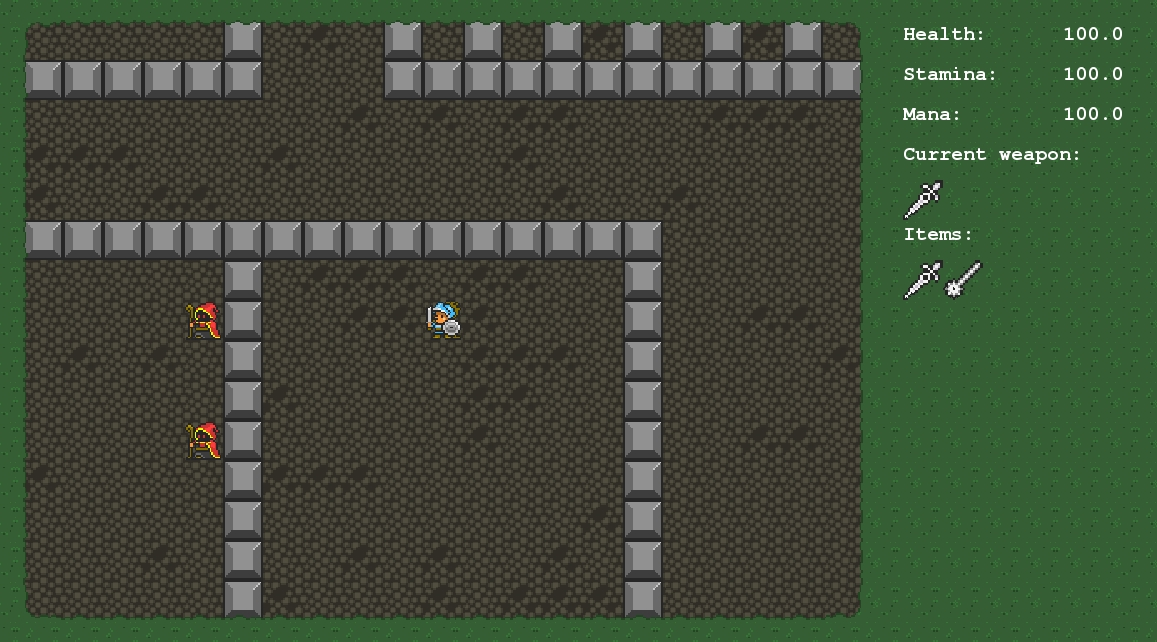 Health: 100.0
Stamina: 100.0
Mana: 100.0
Current weapon:
Items: